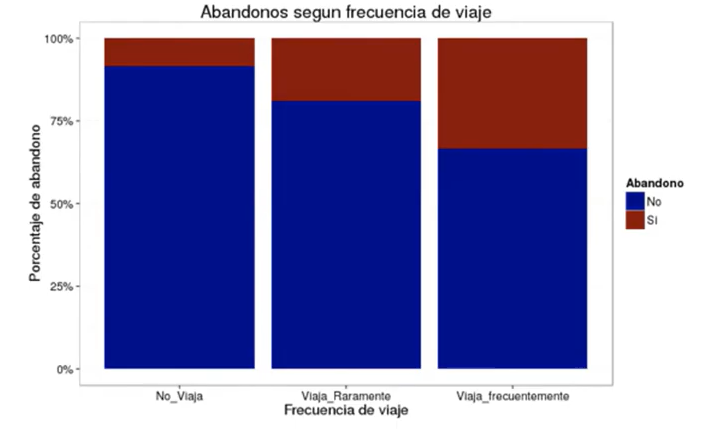 Abandonos segun frecuencia de viaje
100%
75%
50%
25%
0%
Porcentaje de abandono
No_Viaja
Viaja_Raramente
Viaja_frecuentemente
Frecuencia de viaje
Abandono
No
Si